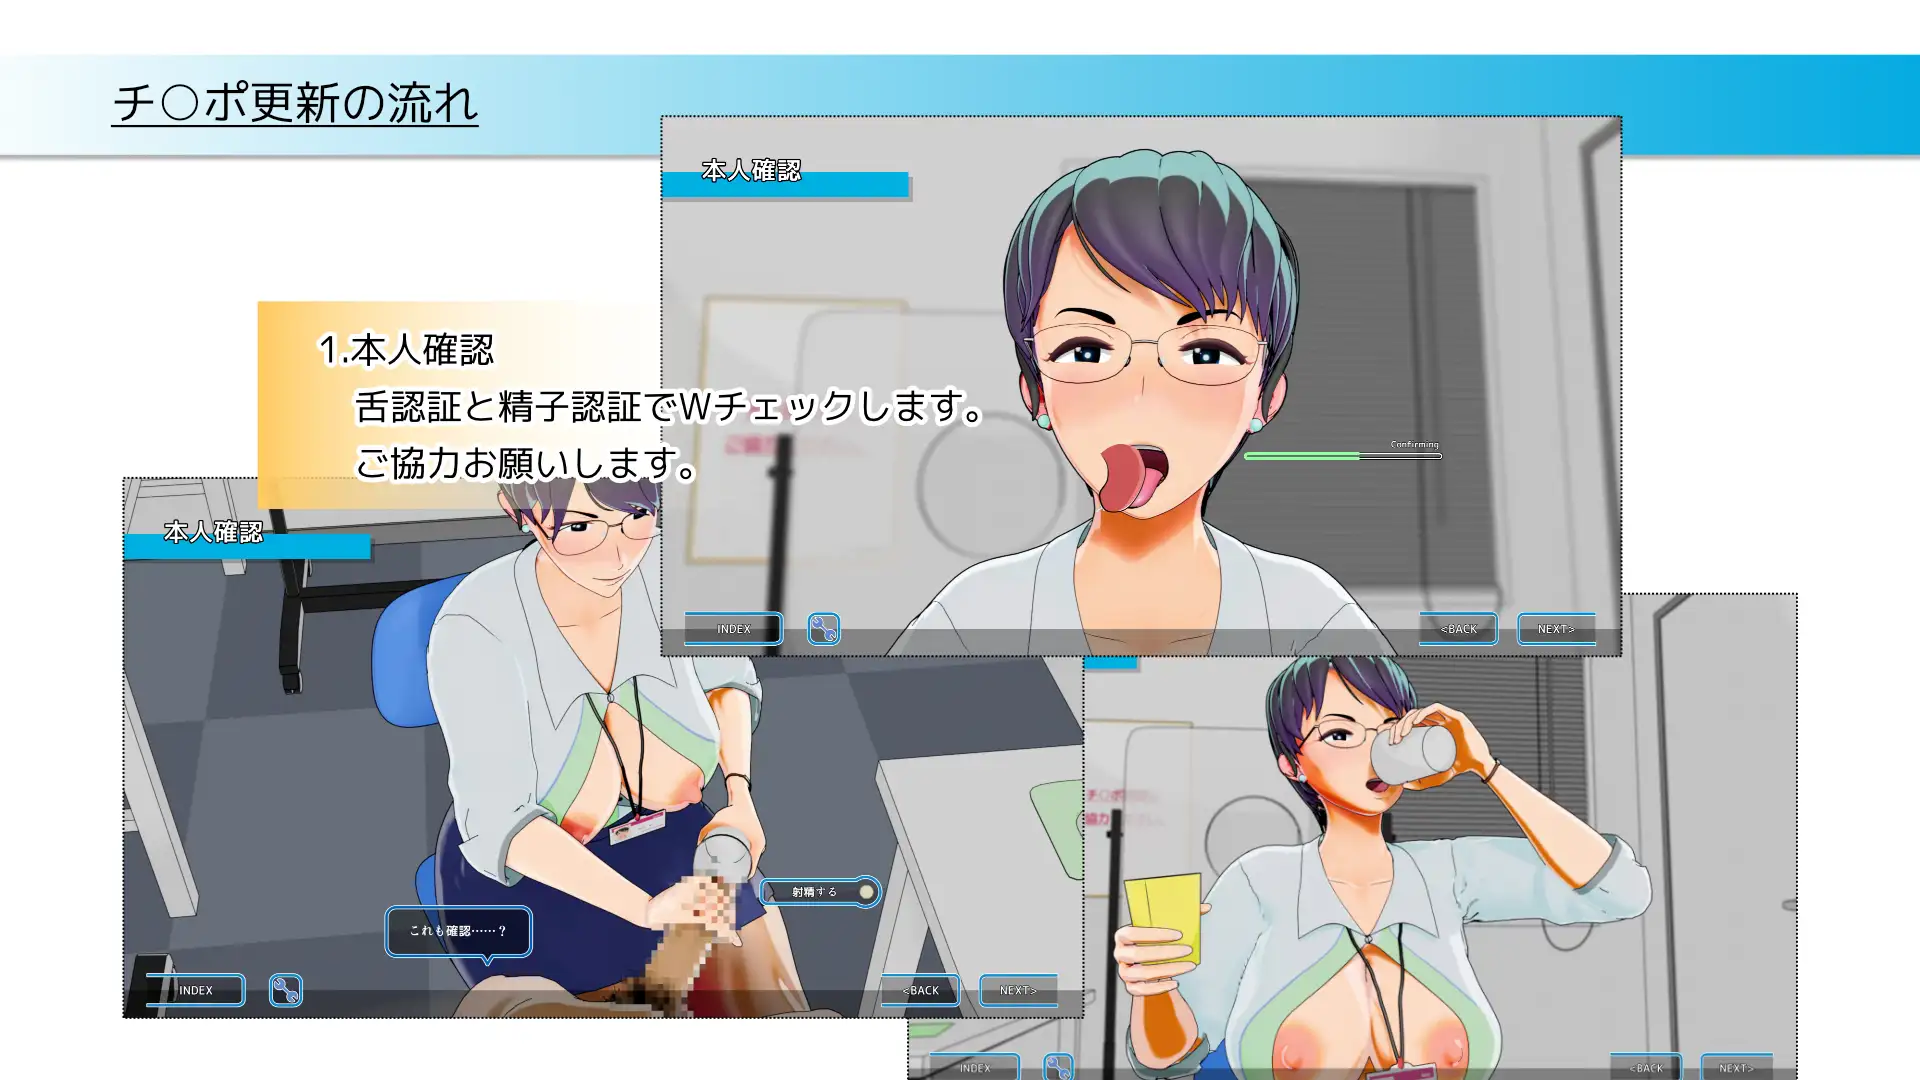 チ○ポ更新の流れ
本人確認
1.本人確認
舌認証と精子認証でWチェックします。
ご協力お願いします。
Confirming
INDEX
<BACK
NEXT>
本人確認
射精する
これも確認……？
INDEX
<BACK
NEXT>
INDEX
<BACK
NEXT>